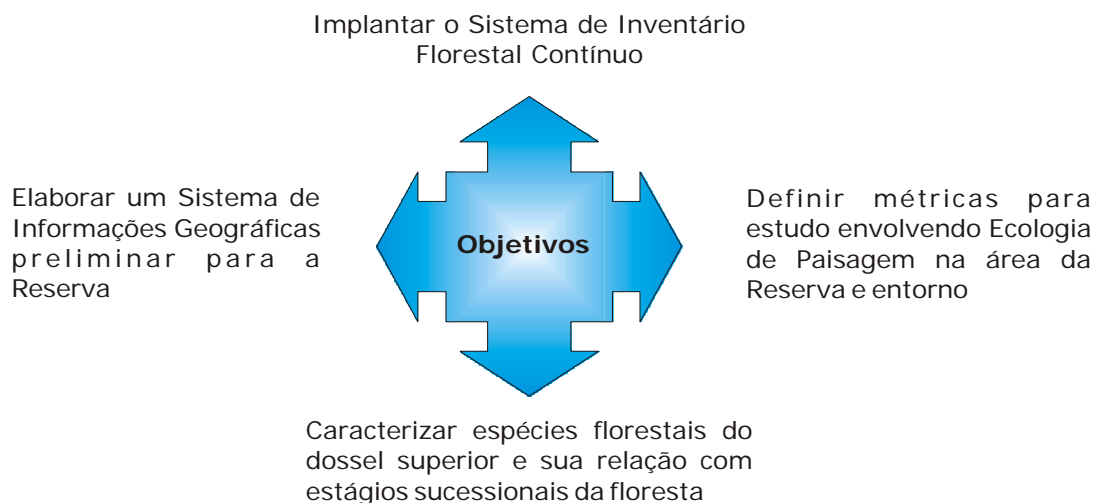 Implantar o Sistema de Inventário
Florestal Contínuo
Elaborar um Sistema de
Informações Geográficas
preliminar para a
Reserva
Objetivos
Definir métricas para
estudo envolvendo Ecologia
de Paisagem na área da
Reserva e entorno
Caracterizar espécies florestais do
dossel superior e sua relação com
estágios sucessionais da floresta